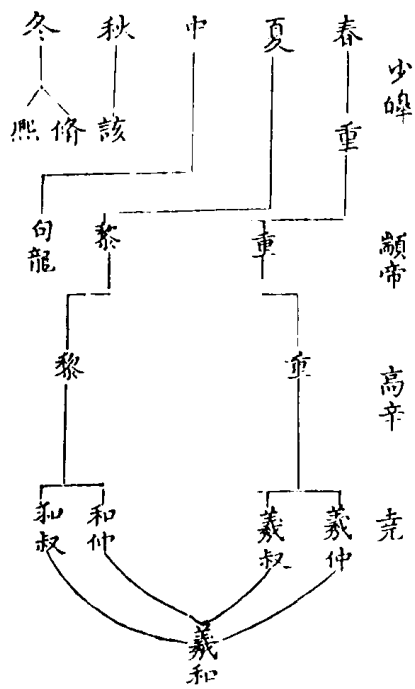 少皞
顓帝
高辛
堯
春
重
夏
重
中
黎
秋
該
冬
脩
熙
句龍
重
黎
羲仲
羲叔
和仲
和叔
羲和